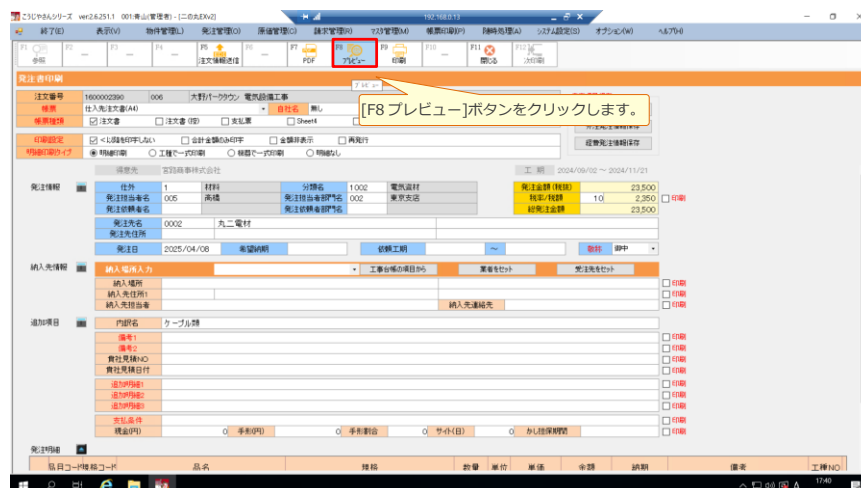 こうじやさんシリーズ ver2.6.251.1 001:青山(管理者) - [二の丸EXv2]
192.168.0.13
終了(E) 表示(V) 物件管理(L) 発注管理(O) 原価管理(C) 請求管理(R) マスタ管理(M) 帳票印刷(P) 随時処理(A) システム設定(S) オプション(W) ヘルプ(H)
F1 F2 F3 F4 F5 F6 F7 F8 F9 F10 F11 F12
参照 注文情報送信 PDF プレビュー 印刷 閉じる 次印刷
プレビュー
[F8 プレビュー]ボタンをクリックします。
発注書印刷
注文番号 1600002390 006 大野パークタウン 電気設備工事
帳票 仕入先注文書(A4) 自社名 無し
帳票種類 注文書 注文書(控) 支払票 Sheet4
印刷設定 <以降を印字しない 合計金額のみ印字 金額非表示 再発行
経費発注情報保存
明細印刷タイプ 明細印刷 工種で一式印刷 種類で一式印刷 明細なし
得意先 宮路商事株式会社 工 期 2024/09/02 ~ 2024/11/21
発注情報 仕外 1 材料 分類名 1002 電気資材 発注金額(税抜) 23,500
発注担当者名 005 高橋 発注担当者部門名 002 東京支店 税率/税額 10 2,350 印刷
発注依頼者名 発注依頼者部門名 総発注金額 23,500
発注先名 0002 丸二電材
発注先住所
発注日 2025/04/08 希望納期 依頼工期 ~ 敬称 御中
納入先情報 納入場所入力 工事台帳の項目から 業者をセット 受注先をセット
納入場所 印刷
納入先住所1 印刷
納入先担当者 納入先連絡先 印刷
追加項目 内訳名 ケーブル類
備考1 印刷
備考2 印刷
貴社見積NO 印刷
貴社見積日付 印刷
追加明細1 印刷
追加明細2 印刷
追加明細3 印刷
支払条件 印刷
現金(円) 0 手形(円) 0 手形割合 0 サイト(日) 0 かし担保期間 印刷
発注明細
品目コード 規格コード 品名 規格 数量 単位 単価 金額 納期 備考 工種NO
A 17:40